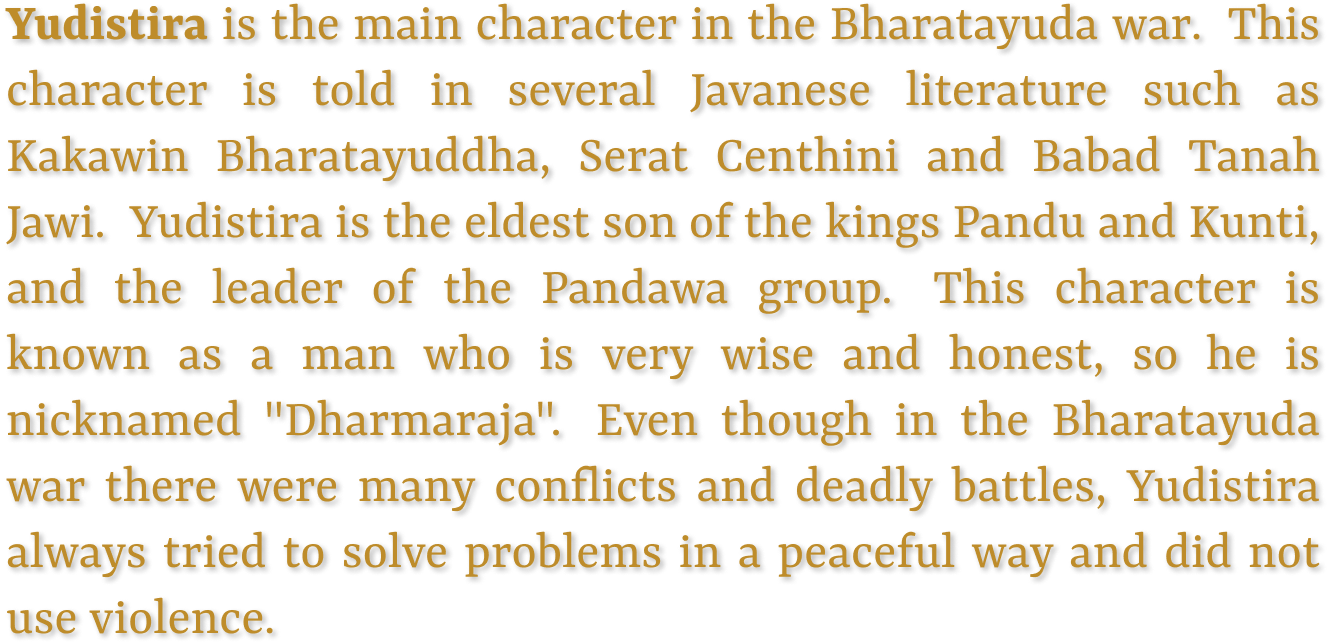 Yudistira is the main character in the Bharatayuda war.  This
character is told in several Javanese literature such as
Kakawin Bharatayuddha, Serat Centhini and Babad Tanah
Jawi.  Yudistira is the eldest son of the kings Pandu and Kunti,
and the leader of the Pandawa group.  This character is
known as a man who is very wise and honest, so he is
nicknamed "Dharmaraja".  Even though in the Bharatayuda
war there were many conflicts and deadly battles, Yudistira
always tried to solve problems in a peaceful way and did not
use violence.